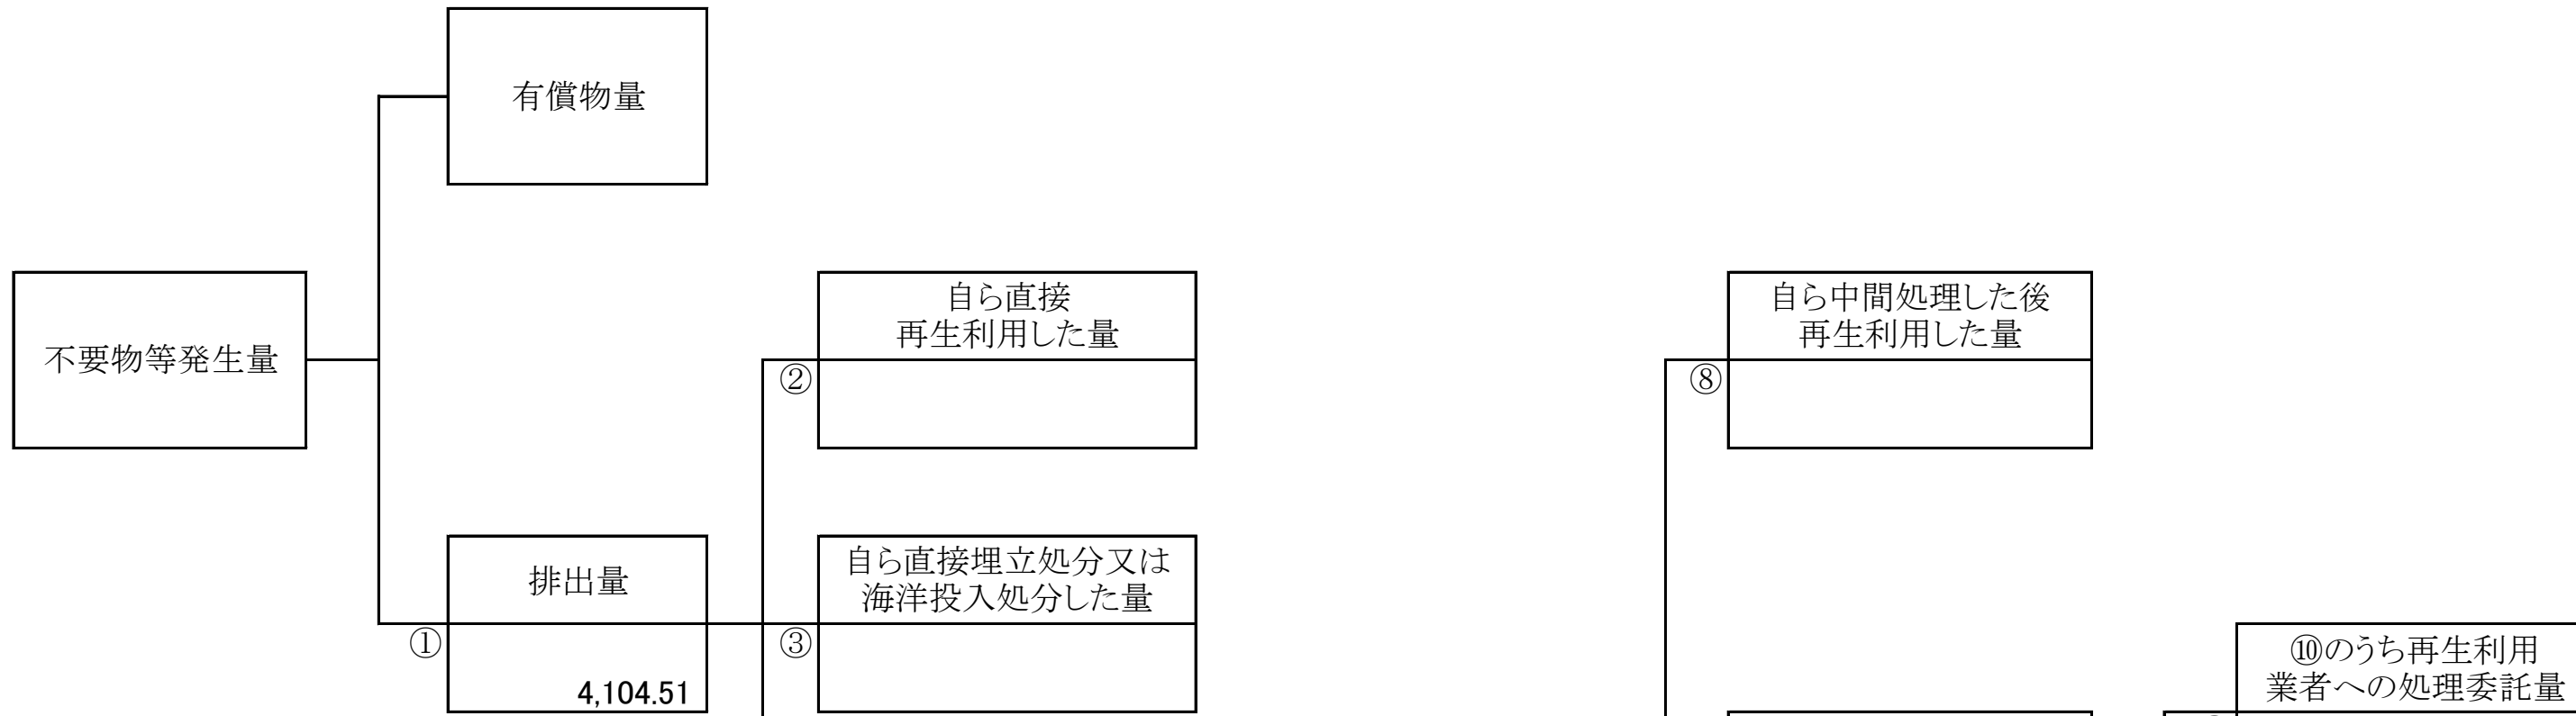 有償物量
不要物等発生量
自ら直接
再生利用した量
②
自ら中間処理した後
再生利用した量
⑧
排出量
①
4,104.51
自ら直接埋立処分又は
海洋投入処分した量
③
⑩のうち再生利用
業者への処理委託量